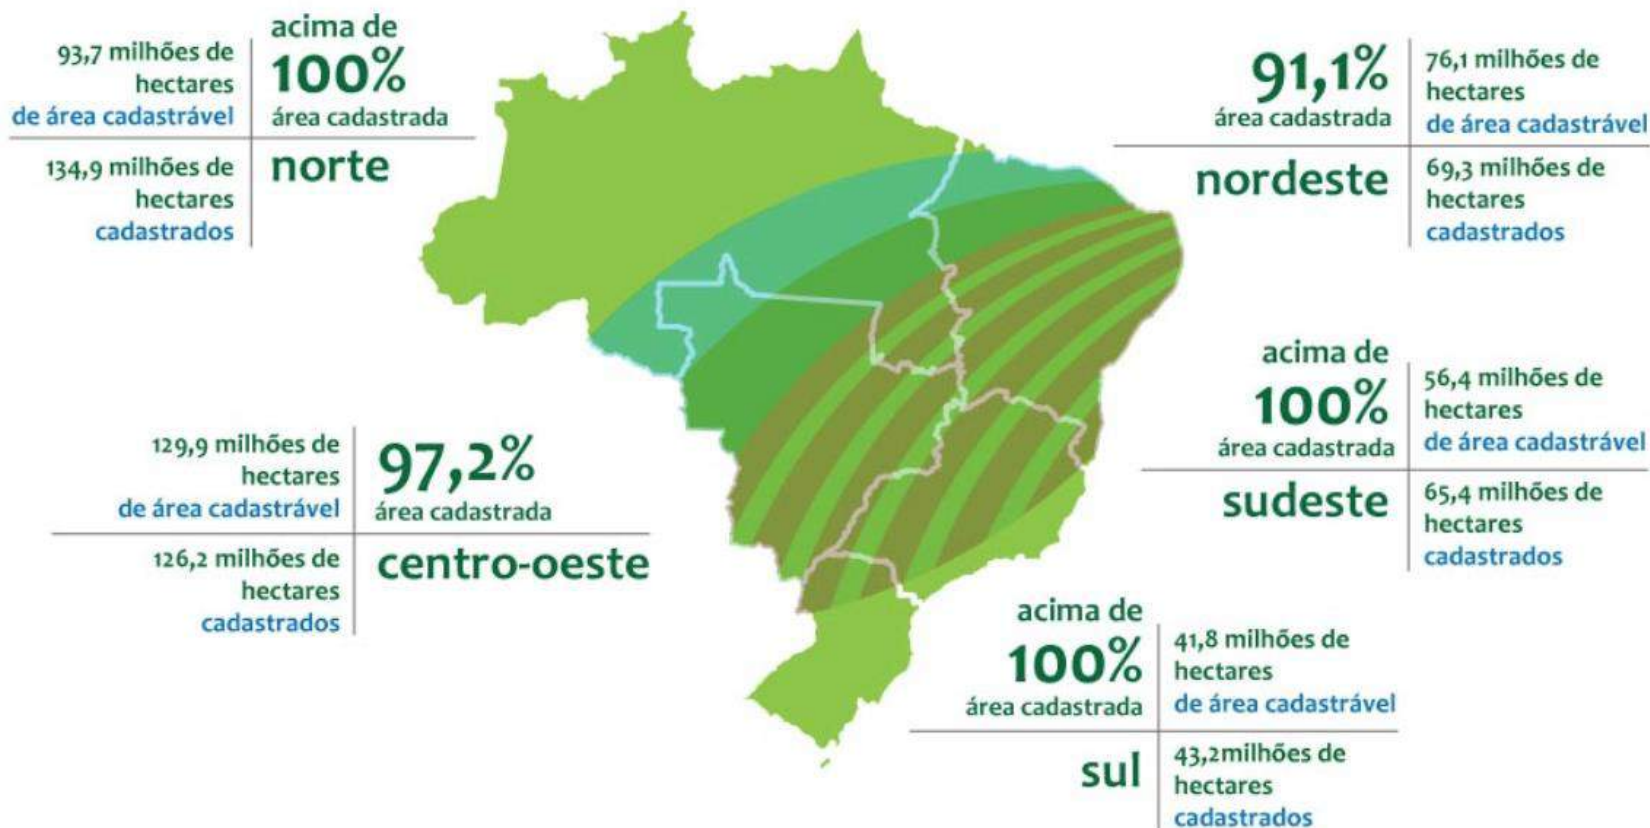 93,7 milhões de
hectares
de área cadastrável
acima de
100%
área cadastrada
134,9 milhões de
hectares
cadastrados
norte
91,1%
área cadastrada
76,1 milhões de
hectares
de área cadastrável
nordeste
69,3 milhões de
hectares
cadastrados
129,9 milhões de
hectares
de área cadastrável
97,2%
área cadastrada
126,2 milhões de
hectares
cadastrados
centro-oeste
acima de
100%
área cadastrada
56,4 milhões de
hectares
de área cadastrável
sudeste
65,4 milhões de
hectares
cadastrados
acima de
100%
área cadastrada
41,8 milhões de
hectares
de área cadastrável
sul
43,2milhões de
hectares
cadastrados